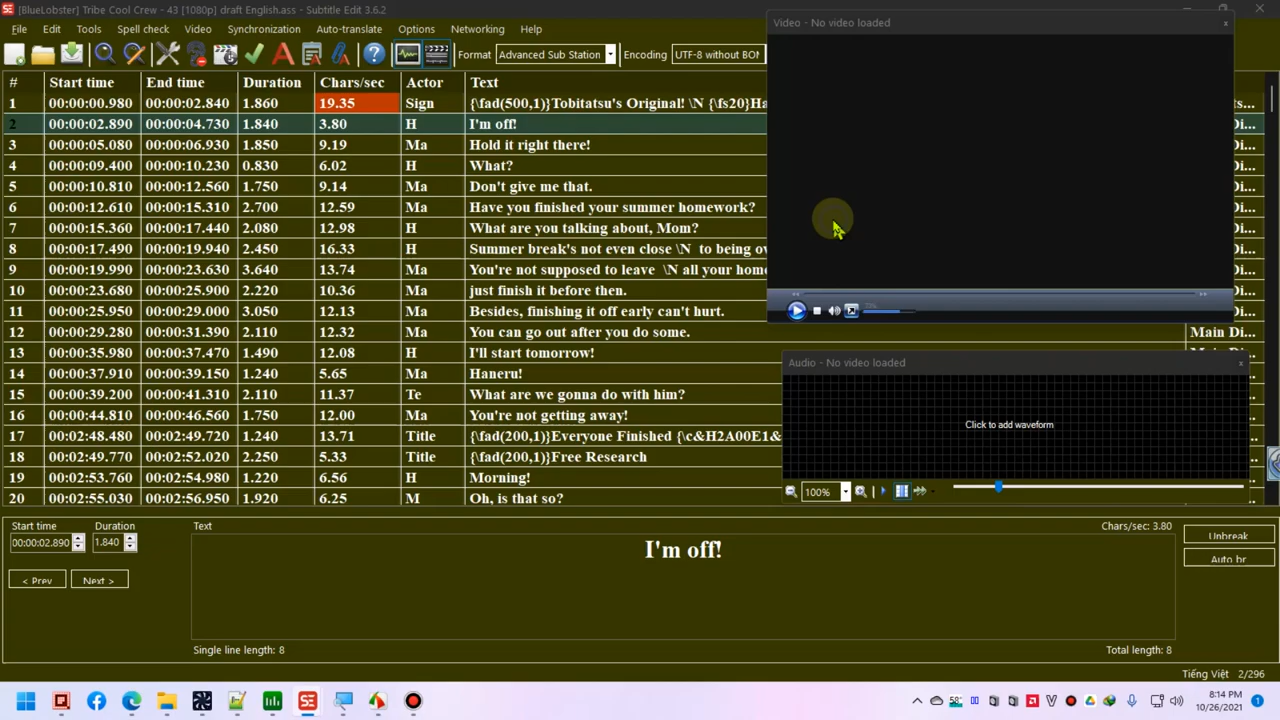 [BlueLobster] Tribe Cool Crew - 43 [1080p] draft English.ass - Subtitle Edit 3.6.2
File Edit Tools Spell check Video Synchronization Auto-translate Options Networking Help
Format Advanced Sub Station Encoding UTF-8 without BOM
# Start time End time Duration Chars/sec Actor Text
1 00:00:00.980 00:00:02.840 1.860 19.35 Sign {\fad(500,1)}Tobitatsu's Original! \N {\fs20}Ha
2 00:00:02.890 00:00:04.730 1.840 3.80 H I'm off! Di...
3 00:00:05.080 00:00:06.930 1.850 9.19 Ma Hold it right there! Di...
4 00:00:09.400 00:00:10.230 0.830 6.02 H What? Di...
5 00:00:10.810 00:00:12.560 1.750 9.14 Ma Don't give me that. Di...
6 00:00:12.610 00:00:15.310 2.700 12.59 Ma Have you finished your summer homework? Di...
7 00:00:15.360 00:00:17.440 2.080 12.98 H What are you talking about, Mom? Di...
8 00:00:17.490 00:00:19.940 2.450 16.33 H Summer break's not even close \N to being ov Di...
9 00:00:19.990 00:00:23.630 3.640 13.74 Ma You're not supposed to leave \N all your home Di...
10 00:00:23.680 00:00:25.900 2.220 10.36 Ma just finish it before then. Di...
11 00:00:25.950 00:00:29.000 3.050 12.13 Ma Besides, finishing it off early can't hurt. Di...
12 00:00:29.280 00:00:31.390 2.110 12.32 Ma You can go out after you do some. Main Di...
13 00:00:35.980 00:00:37.470 1.490 12.08 H I'll start tomorrow! Main Di...
14 00:00:37.910 00:00:39.150 1.240 5.65 Ma Haneru!
15 00:00:39.200 00:00:41.310 2.110 11.37 Te What are we gonna do with him?
16 00:00:44.810 00:00:46.560 1.750 12.00 Ma You're not getting away!
17 00:02:48.480 00:02:49.720 1.240 13.71 Title {\fad(200,1)}Everyone Finished {\c&H2A00E1&
18 00:02:49.770 00:02:52.020 2.250 5.33 Title {\fad(200,1)}Free Research
19 00:02:53.760 00:02:54.980 1.220 6.56 H Morning!
20 00:02:55.030 00:02:56.950 1.920 6.25 M Oh, is that so?
Video - No video loaded
Audio - No video loaded
Click to add waveform
100%
Start time Duration Text Chars/sec: 3.80
00:00:02.890 1.840
< Prev Next >
I'm off!
Unbreak
Auto br
Single line length: 8 Total length: 8
Tiếng Việt 2/296
SE
58°
8:14 PM
10/26/2021
1